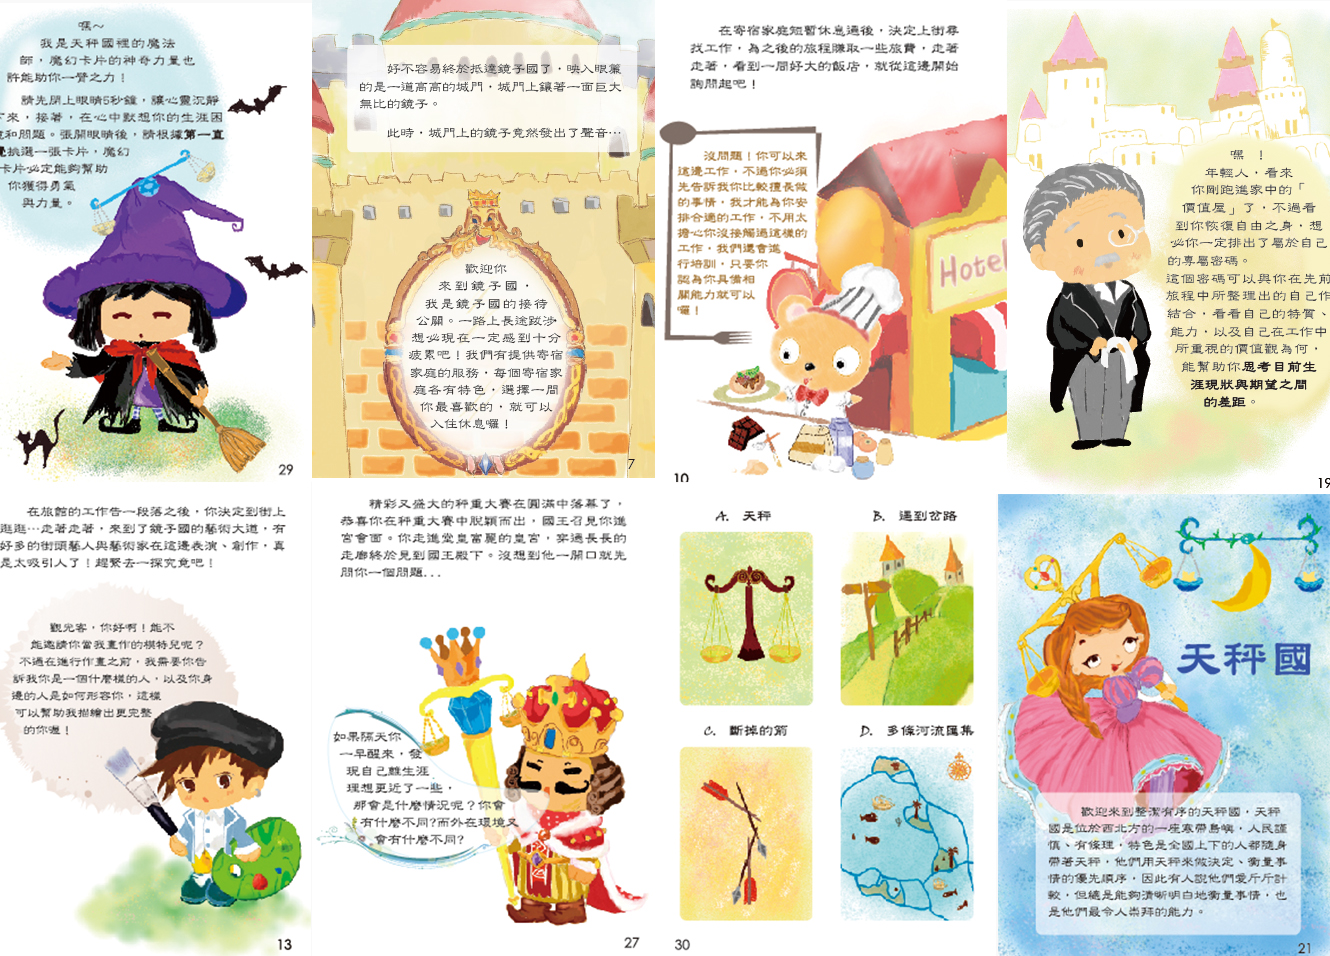 嘿～
我是天秤國裡的魔法
師，魔幻卡片的神奇力量也
許能助你一臂之力！
請先閉上眼睛5秒鐘，讓心靈沉靜
下來，接著，在心中默想你的生涯困
境和問題。張開眼睛後，請根據第一直
覺挑選一張卡片，魔幻
卡片必定能夠幫助
你獲得勇氣
與力量。
29
好不容易終於抵達鏡子國了，映入眼簾
的是一道高高的城門，城門上鑲著一面巨大
無比的鏡子。
此時，城門上的鏡子竟然發出了聲音…
歡迎你
來到鏡子國，
我是鏡子國的接待
公關。一路上長途跋涉
想必現在一定感到十分
疲累吧！我們有提供寄宿
家庭的服務，每個寄宿家
庭各有特色，選擇一間
你最喜歡的，就可以
入住休息囉！
7
在寄宿家庭短暫休息過後，決定上街尋
找工作，為之後的旅程賺取一些旅費，走著
走著，看到一間好大的飯店，就從這邊開始
詢問起吧！
沒問題！你可以來
這邊工作，不過你必須
先告訴我你比較擅長做
的事情，我才能為你安
排合適的工作，不用太
擔心你沒接觸過這樣的
工作，我們還會進
行培訓，只要你
認為你具備相
關能力就可以
囉！
Hotel
10
嘿！
年輕人，看來
你剛跑進家中的「
價值屋」了，不過看
到你恢復自由之身，想
必你一定排出了屬於自己
的專屬密碼。
這個密碼可以與你在先前
旅程中所整理出的自己作
結合，看看自己的特質、
能力，以及自己在工作中
所重視的價值觀為何，
能幫助你思考目前生
涯現狀與期望之間
的差距。
19
在旅館的工作告一段落之後，你決定到街上
逛逛…走著走著，來到了鏡子國的藝術大道，有
好多的街頭藝人與藝術家在這邊表演、創作，真
是太吸引人了！趕緊去一探究竟吧！
觀光客，你好啊！能不
能邀請你當我畫作的模特兒呢？
不過在進行作畫之前，我需要你告
訴我你是一個什麼樣的人，以及你身
邊的人是如何形容你，這樣
可以幫助我描繪出更完整
的你喔！
13
精彩又盛大的秤重大賽在圓滿中落幕了，
恭喜你在秤重大賽中脫穎而出，國王召見你進
宮會面。你走進堂皇富麗的皇宮，穿過長長的
走廊終於見到國王殿下。沒想到他一開口就先
問你一個問題...
如果隔天你
一早醒來，發
現自己離生涯
理想更近了一些，
那會是什麼情況呢？你會
有什麼不同?而外在環境又
會有什麼不同?
27
A. 天秤
B. 遇到岔路
C. 斷掉的箭
D. 多條河流匯集
30
天秤國
歡迎來到整潔有序的天秤國，天秤
國是位於西北方的一座寒帶島嶼，人民謹
慎、有條理，特色是全國上下的人都隨身
帶著天秤，他們用天秤來做決定、衡量事
情的優先順序，因此有人說他們愛斤斤計
較，但總是能夠清晰明白地衡量事情，也
是他們最令人崇拜的能力。
21